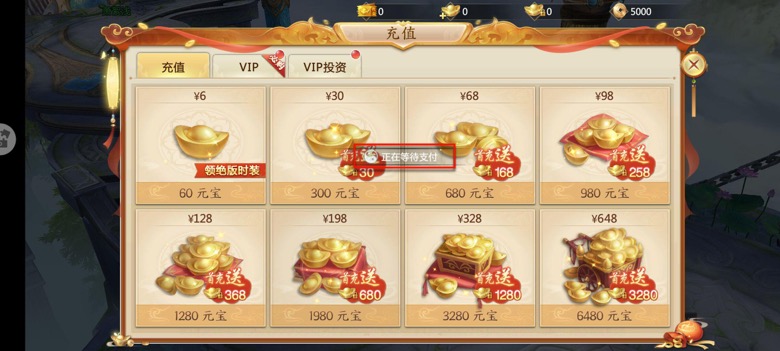 0
0
0
5000
充值
充值
VIP
VIP投资
¥6
¥30
¥68
¥98
领绝版时装
首充送
30
正在等待支付
首充送
168
首充送
258
60 元宝
300 元宝
680 元宝
980 元宝
¥128
¥198
¥328
¥648
首充送
368
首充送
680
首充送
1280
首充送
3280
1280 元宝
1980 元宝
3280 元宝
6480 元宝